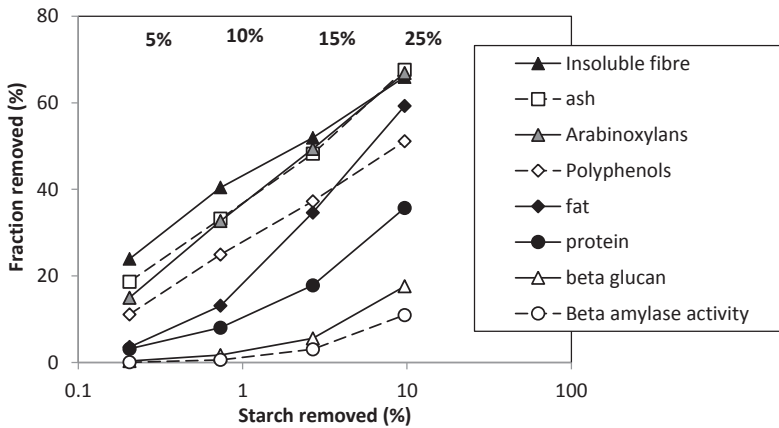 80
60
40
20
0
Fraction removed (%)
5% 10% 15% 25%
0.1 1 10 100
Starch removed (%)
Insoluble fibre
ash
Arabinoxylans
Polyphenols
fat
protein
beta glucan
Beta amylase activity